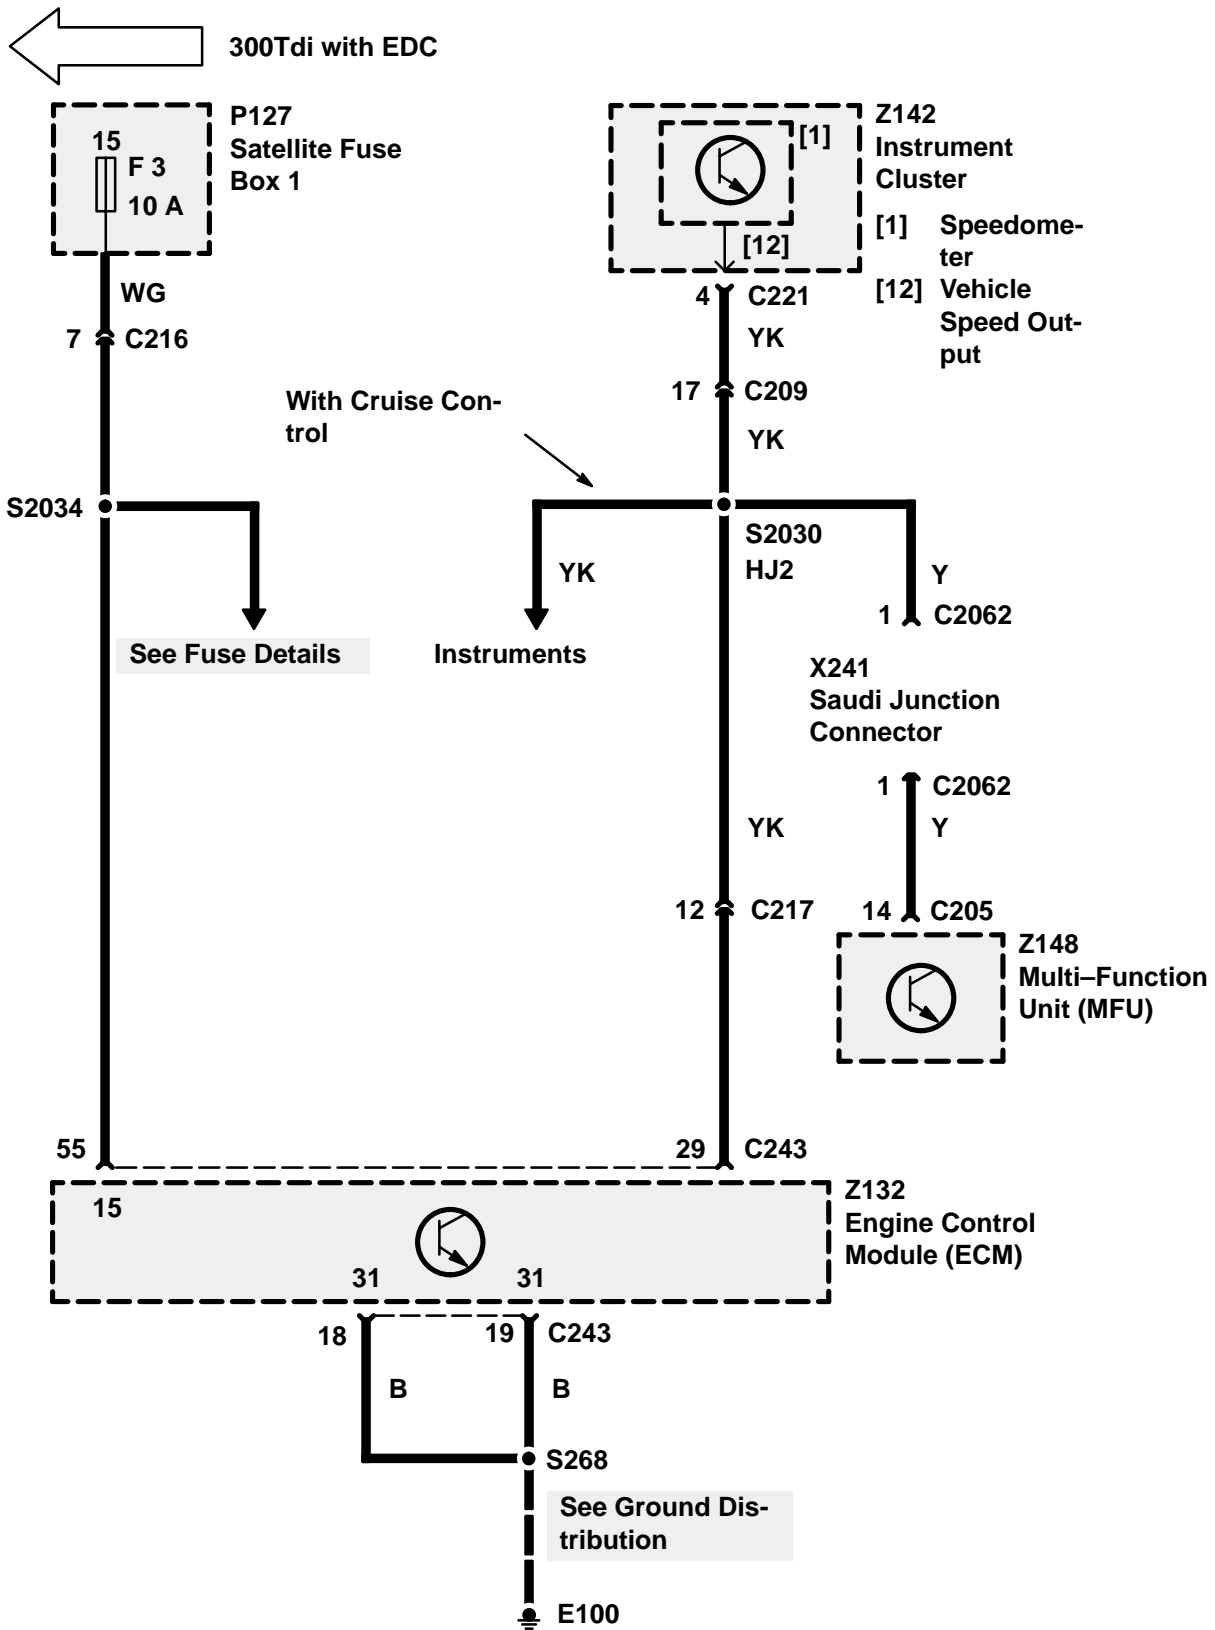 300Tdi with EDC
P127
Satellite Fuse
Box 1
15
F 3
10 A
WG
7
C216
S2034
See Fuse Details
With Cruise Con-
trol
YK
Instruments
[1]
[12]
Z142
Instrument
Cluster
[1] Speedome-
ter
[12] Vehicle
Speed Out-
put
4
C221
YK
17
C209
YK
S2030
HJ2
Y
1
C2062
X241
Saudi Junction
Connector
1
C2062
YK
Y
12
C217
14
C205
Z148
Multi–Function
Unit (MFU)
55
29
C243
15
Z132
Engine Control
Module (ECM)
31
31
18
19
C243
B
B
S268
See Ground Dis-
tribution
E100